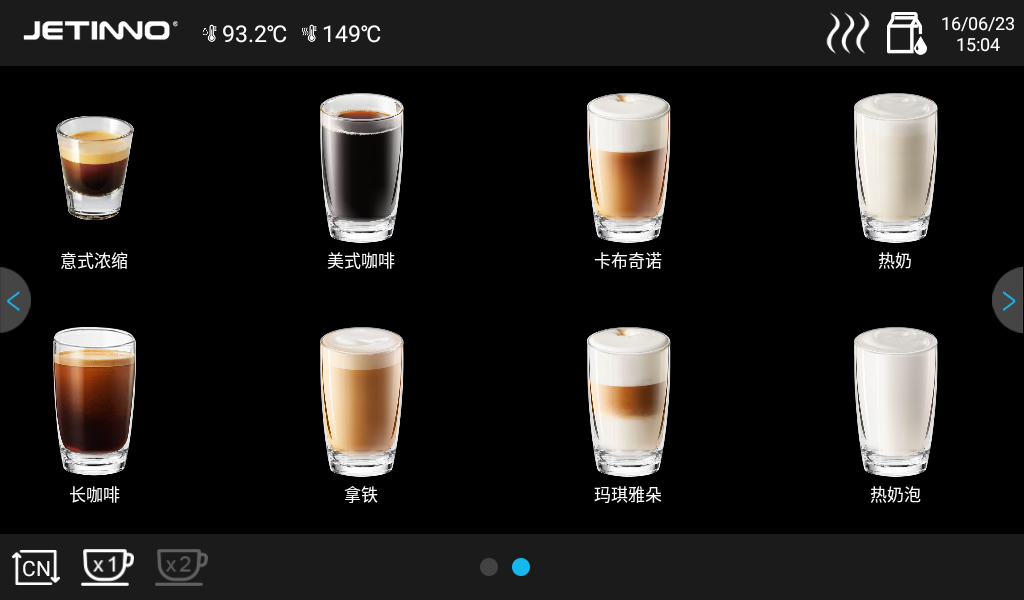 JETINNO®
93.2℃ 149℃
16/06/23
15:04
意式浓缩 美式咖啡 卡布奇诺 热奶
长咖啡 拿铁 玛琪雅朵 热奶泡
CN x1 x2